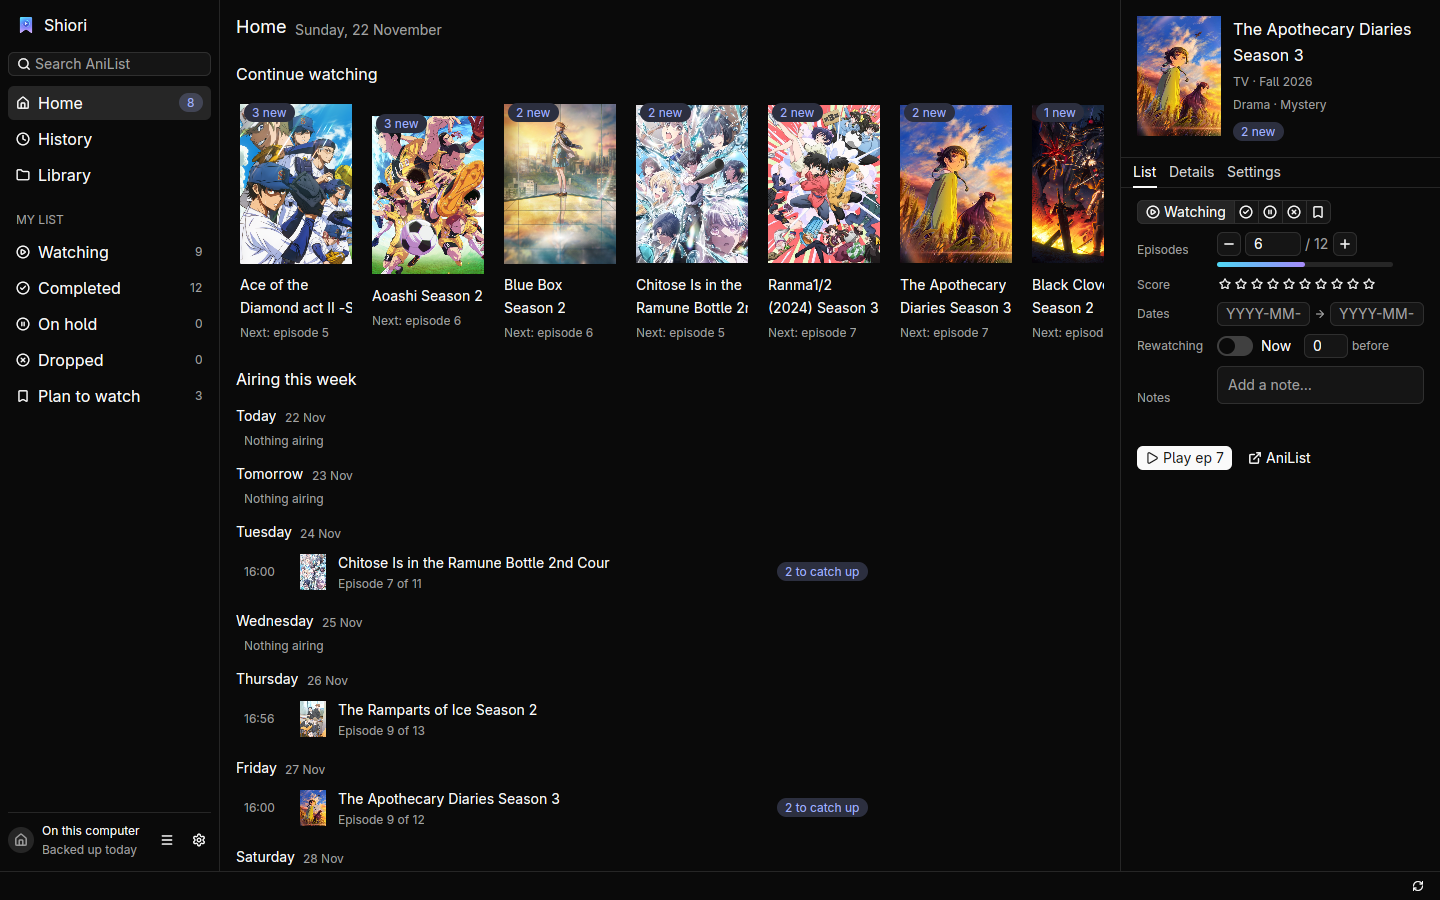 Shiori
Search AniList
Home 8
History
Library
MY LIST
Watching 9
Completed 12
On hold 0
Dropped 0
Plan to watch 3
On this computer
Backed up today
Home Sunday, 22 November
Continue watching
3 new
Ace of the
Diamond act II -S
Next: episode 5
3 new
Aoashi Season 2
Next: episode 6
2 new
Blue Box
Season 2
Next: episode 6
2 new
Chitose Is in the
Ramune Bottle 2n
Next: episode 5
2 new
Ranma1/2
(2024) Season 3
Next: episode 7
2 new
The Apothecary
Diaries Season 3
Next: episode 7
1 new
Black Clove
Season 2
Next: episod
Airing this week
Today 22 Nov
Nothing airing
Tomorrow 23 Nov
Nothing airing
Tuesday 24 Nov
16:00
Chitose Is in the Ramune Bottle 2nd Cour
Episode 7 of 11
2 to catch up
Wednesday 25 Nov
Nothing airing
Thursday 26 Nov
16:56
The Ramparts of Ice Season 2
Episode 9 of 13
Friday 27 Nov
16:00
The Apothecary Diaries Season 3
Episode 9 of 12
2 to catch up
Saturday 28 Nov
The Apothecary Diaries
Season 3
TV · Fall 2026
Drama · Mystery
2 new
List Details Settings
Watching
Episodes 6 / 12
Score
Dates YYYY-MM- → YYYY-MM-
Rewatching Now 0 before
Notes Add a note...
Play ep 7 AniList